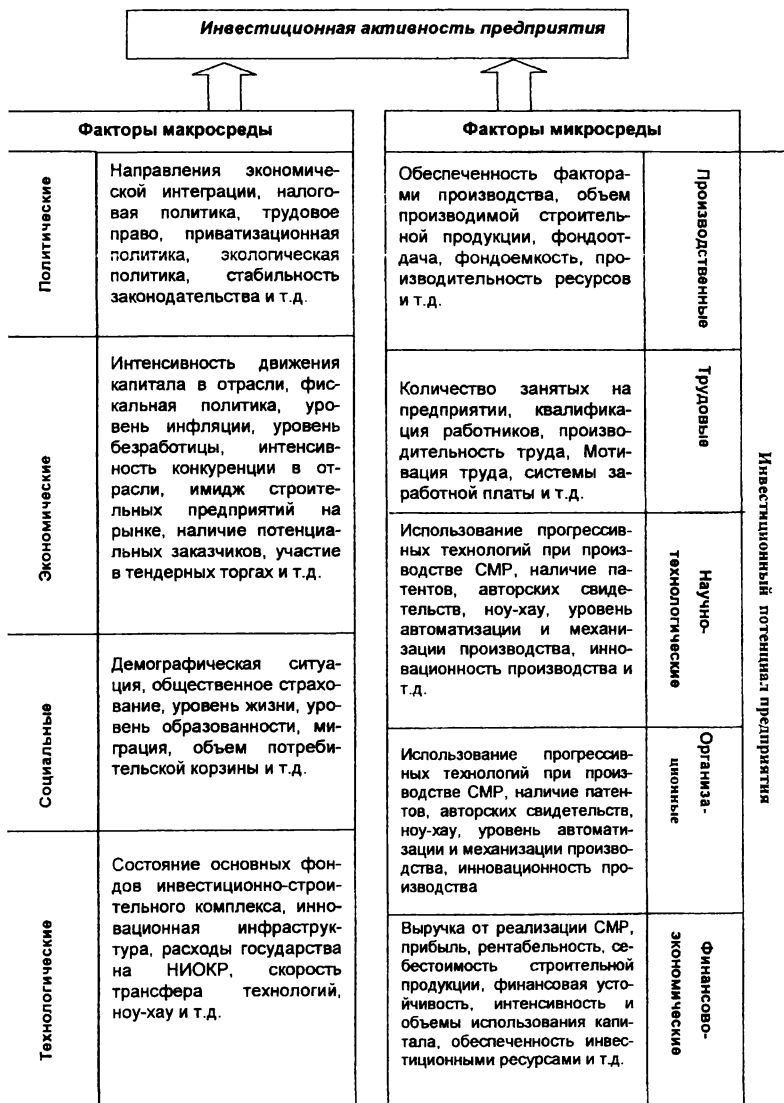 Инвестиционная активность предприятия
Факторы макросреды
Политические
Направления экономиче-
ской интеграции, налого-
вая политика, трудовое
право, приватизационная
политика, экологическая
политика, стабильность
законодательства и т.д.
Экономические
Интенсивность движения
капитала в отрасли, фис-
кальная политика, уро-
вень инфляции, уровень
безработицы, интенсив-
ность конкуренции в от-
расли, имидж строитель-
ных предприятий на
рынке, наличие потенци-
альных заказчиков, участие
в тендерных торгах и т.д.
Социальные
Демографическая ситуа-
ция, общественное страхо-
вание, уровень жизни, уро-
вень образованности, ми-
грация, объем потреби-
тельской корзины и т.д.
Технологические
Состояние основных фон-
дов инвестиционно-строи-
тельного комплекса, инно-
вационная инфраструк-
тура, расходы государства
на НИОКР, скорость
трансфера технологий,
ноу-хау и т.д.
Факторы микросреды
Обеспеченность фактора-
ми производства, объем
производимой строитель-
ной продукции, фондоот-
дача, фондоемкость, про-
изводительность ресурсов
и т.д.
Производственные
Количество занятых на
предприятии, квалифика-
ция работников, произво-
дительность труда, Моти-
вация труда, системы за-
работной платы и т.д.
Трудовые
Использование прогрессив-
ных технологий при произ-
водстве СМР, наличие па-
тентов, авторских свиде-
тельств, ноу-хау, уровень
автоматизации и механи-
зации производства, инно-
вационность производства и
т.д.
Научно-
технологические
Использование прогрессив-
ных технологий при произ-
водстве СМР, наличие патен-
тов, авторских свидетельств,
ноу-хау, уровень автомати-
зации и механизации произво-
дства, инновационность про-
изводства
Организа-
ционные
Выручка от реализации СМР,
прибыль, рентабельность, се-
бестоимость строительной
продукции, финансовая усто-
йчивость, интенсивность и
объемы использования капи-
тала, обеспеченность инвес-
тиционными ресурсами и т.д.
Финансово-
экономические
Инвестиционный потенциал предприятия